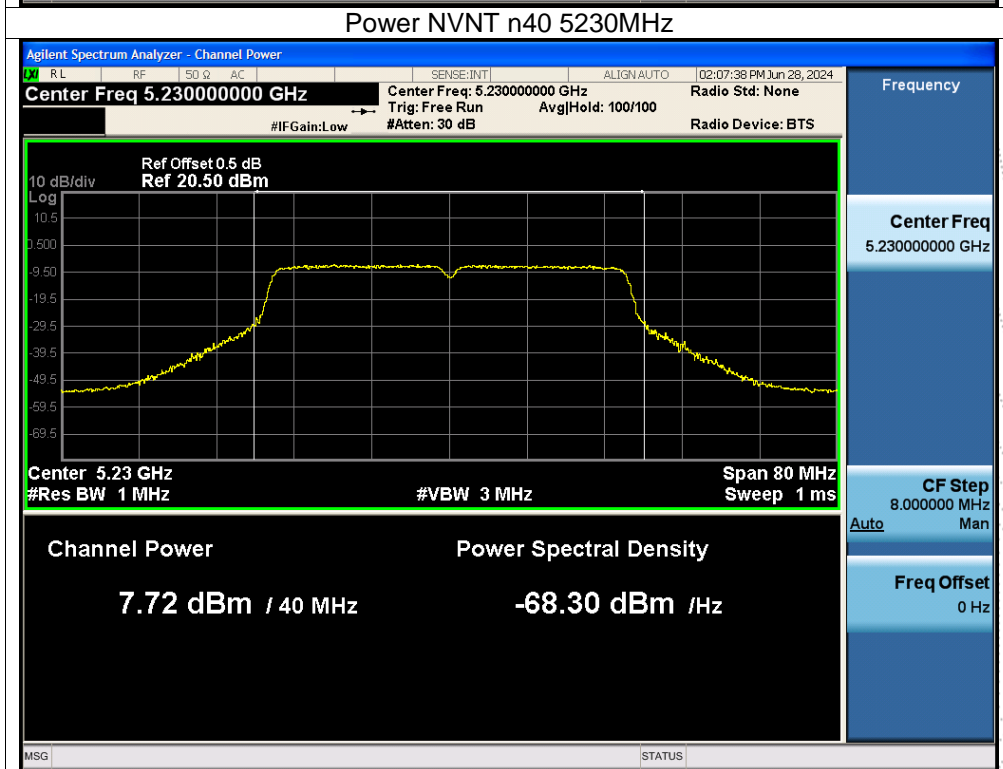 Power NVNT n40 5230MHz
Agilent Spectrum Analyzer - Channel Power
LXI RL RF 50 Ω AC SENSE:INT ALIGN AUTO 02:07:38 PM Jun 28, 2024
Center Freq 5.230000000 GHz
#IFGain:Low
Center Freq: 5.230000000 GHz
Trig: Free Run Avg|Hold: 100/100
#Atten: 30 dB
Radio Std: None
Radio Device: BTS
Ref Offset 0.5 dB
10 dB/div Ref 20.50 dBm
Log
10.5
0.500
-9.50
-19.5
-29.5
-39.5
-49.5
-59.5
-69.5
Center 5.23 GHz Span 80 MHz
#Res BW 1 MHz #VBW 3 MHz Sweep 1 ms
Channel Power Power Spectral Density
7.72 dBm / 40 MHz -68.30 dBm /Hz
Frequency
Center Freq
5.230000000 GHz
CF Step
8.000000 MHz
Auto Man
Freq Offset
0 Hz
MSG STATUS